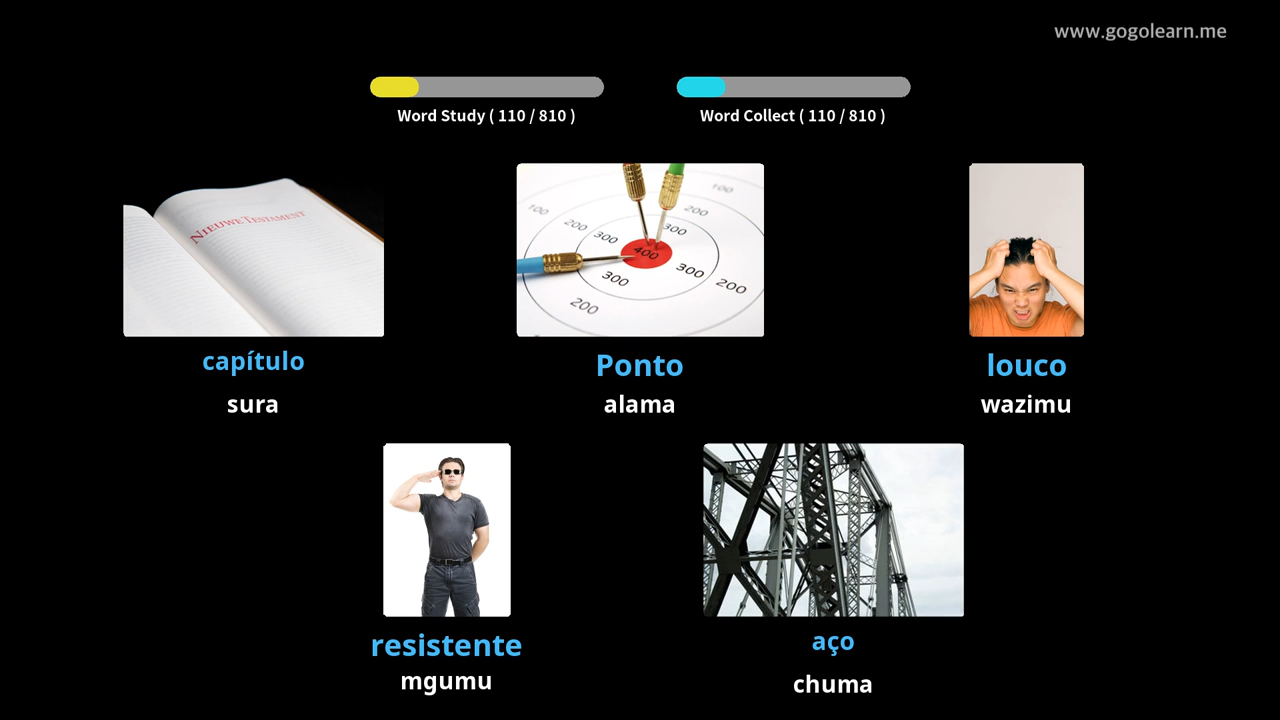 www.gogolearn.me
Word Study ( 110 / 810 )
Word Collect ( 110 / 810 )
NIEUWE TESTAMENT
100
200
300
400
300
300
200
200
200
300
100
capítulo
Ponto
louco
sura
alama
wazimu
resistente
aço
mgumu
chuma